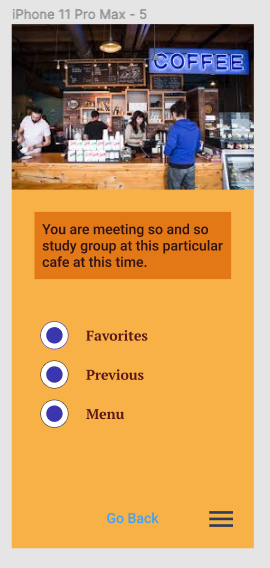 iPhone 11 Pro Max - 5
COFFEE
You are meeting so and so
study group at this particular
cafe at this time.
Favorites
Previous
Menu
Go Back